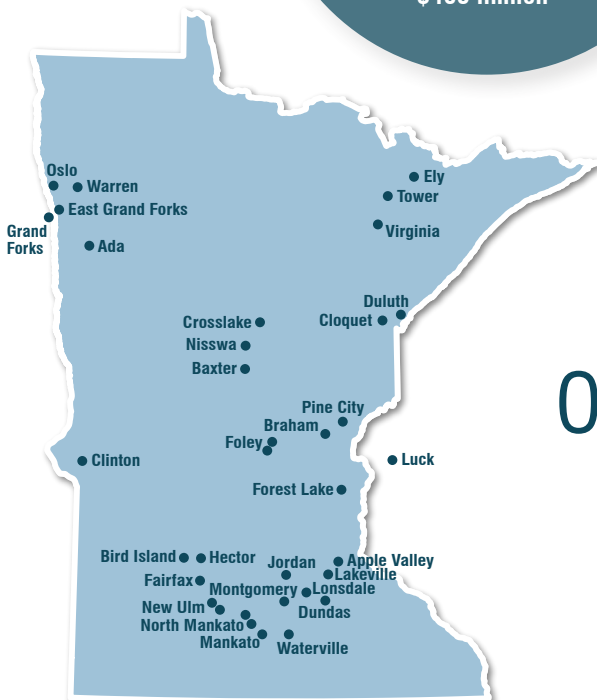 Oslo
Warren
East Grand Forks
Grand
Forks
Ada
Ely
Tower
Virginia
Duluth
Cloquet
Crosslake
Nisswa
Baxter
Pine City
Braham
Foley
Clinton
Luck
Forest Lake
Bird Island
Hector
Jordan
Apple Valley
Lakeville
Fairfax
Montgomery
Lonsdale
New Ulm
Dundas
North Mankato
Mankato
Waterville
0